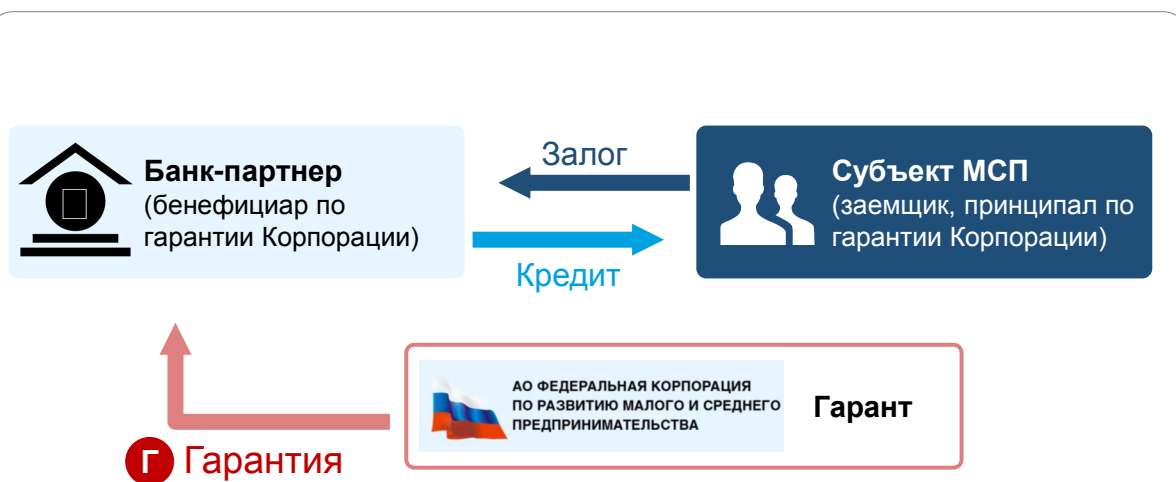 Банк-партнер
(бенефициар по
гарантии Корпорации)
Залог
Кредит
Субъект МСП
(заемщик, принципал по
гарантии Корпорации)
АО ФЕДЕРАЛЬНАЯ КОРПОРАЦИЯ
ПО РАЗВИТИЮ МАЛОГО И СРЕДНЕГО
ПРЕДПРИНИМАТЕЛЬСТВА
Гарант
Г Гарантия